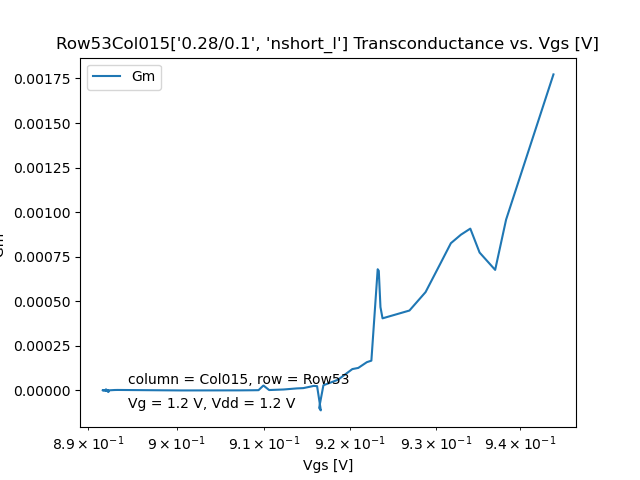 Row53Col015['0.28/0.1', 'nshort_l'] Transconductance vs. Vgs [V]
Gm
0.00175
0.00150
0.00125
0.00100
0.00075
0.00050
0.00025
0.00000
column = Col015, row = Row53
Vg = 1.2 V, Vdd = 1.2 V
8.9 × 10⁻¹ 9 × 10⁻¹ 9.1 × 10⁻¹ 9.2 × 10⁻¹ 9.3 × 10⁻¹ 9.4 × 10⁻¹
Vgs [V]